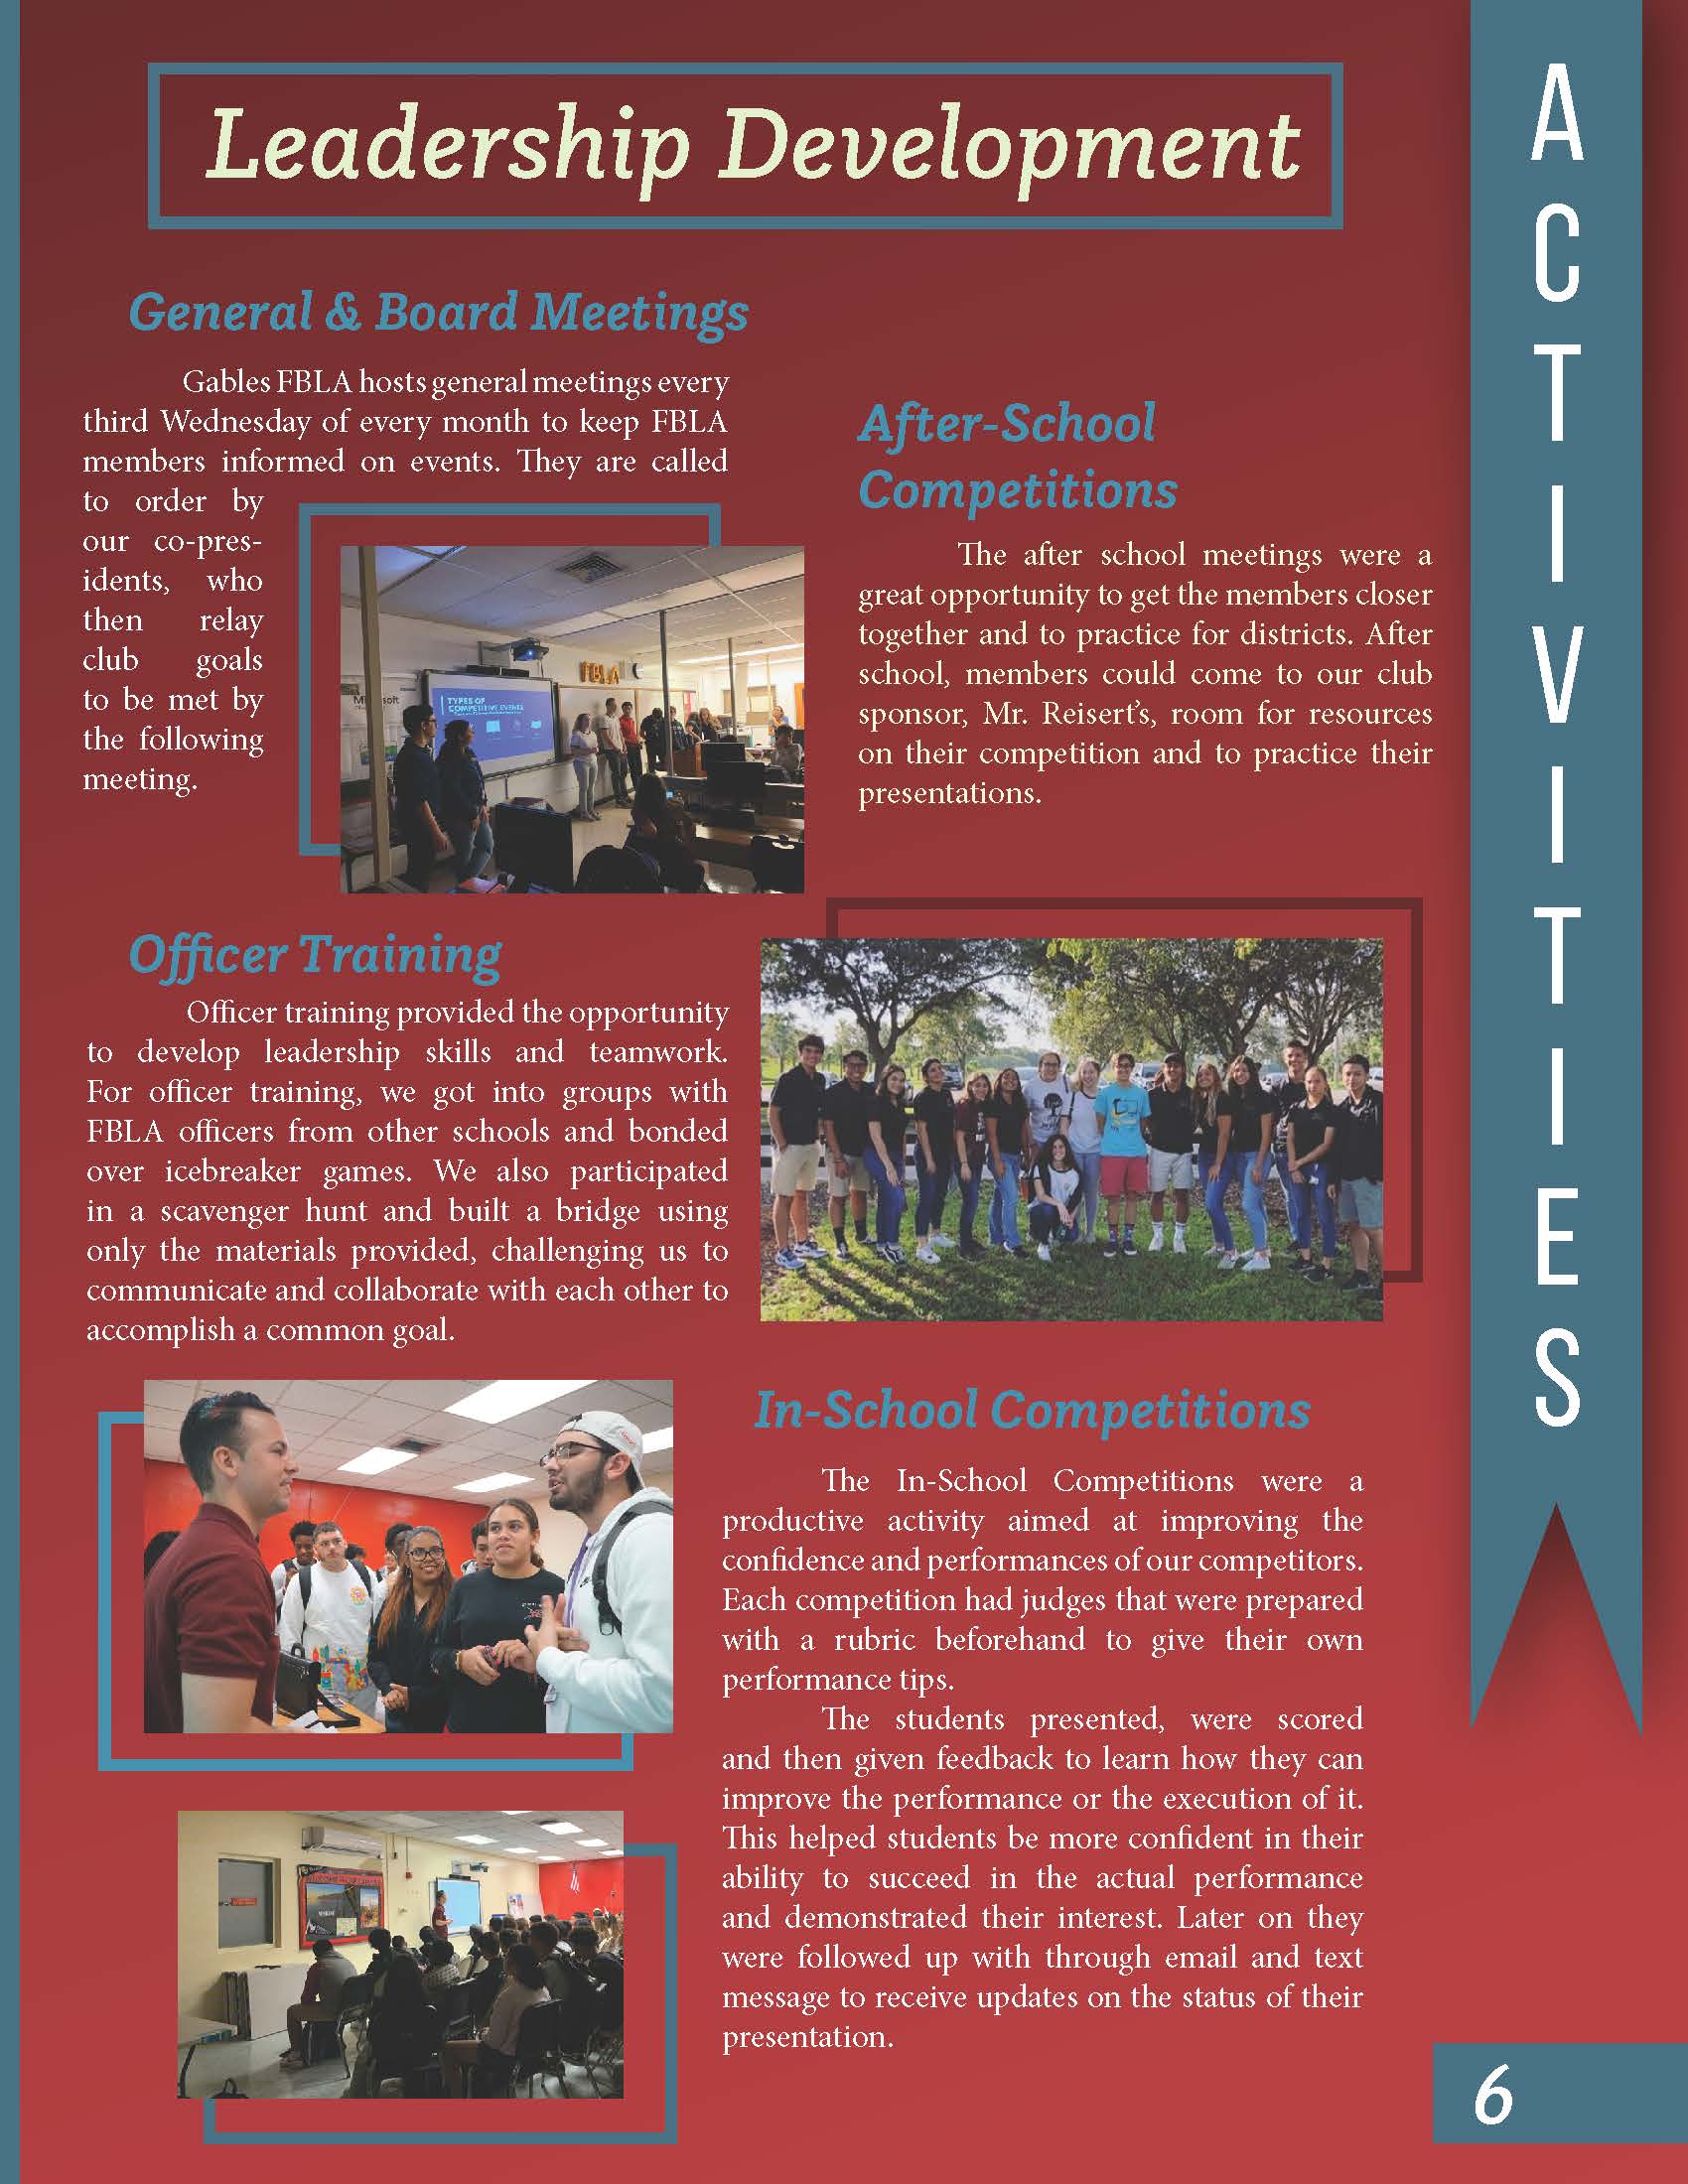 Leadership Development
General & Board Meetings
Gables FBLA hosts general meetings every
third Wednesday of every month to keep FBLA
members informed on events. They are called
to order by
our co-pres-
idents, who
then relay
club goals
to be met by
the following
meeting.
TYPES OF
COMPETITIVE EVENTS
FBLA
After-School
Competitions
The after school meetings were a
great opportunity to get the members closer
together and to practice for districts. After
school, members could come to our club
sponsor, Mr. Reisert's, room for resources
on their competition and to practice their
presentations.
Officer Training
Officer training provided the opportunity
to develop leadership skills and teamwork.
For officer training, we got into groups with
FBLA officers from other schools and bonded
over icebreaker games. We also participated
in a scavenger hunt and built a bridge using
only the materials provided, challenging us to
communicate and collaborate with each other to
accomplish a common goal.
In-School Competitions
The In-School Competitions were a
productive activity aimed at improving the
confidence and performances of our competitors.
Each competition had judges that were prepared
with a rubric beforehand to give their own
performance tips.
The students presented, were scored
and then given feedback to learn how they can
improve the performance or the execution of it.
This helped students be more confident in their
ability to succeed in the actual performance
and demonstrated their interest. Later on they
were followed up with through email and text
message to receive updates on the status of their
presentation.
ACTIVITIES
6